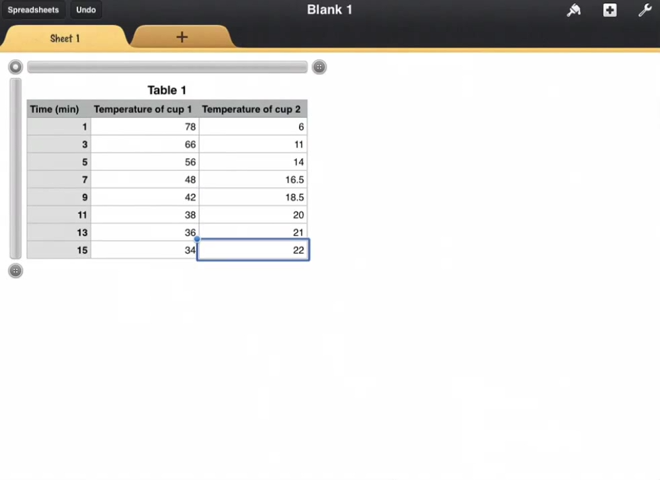 Spreadsheets Undo Blank 1
Sheet 1 +
Table 1
Time (min) Temperature of cup 1 Temperature of cup 2
1 78 6
3 66 11
5 56 14
7 48 16.5
9 42 18.5
11 38 20
13 36 21
15 34 22